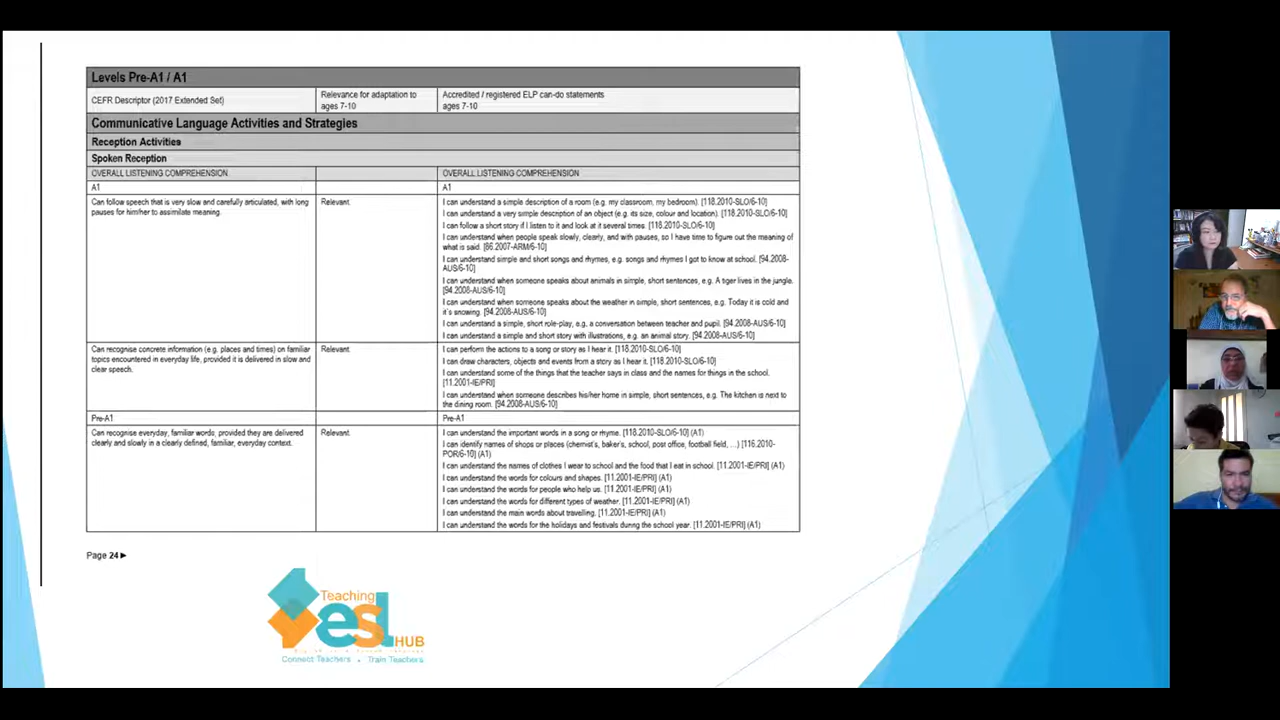 Levels Pre-A1 / A1
CEFR Descriptor (2017 Extended Set)
Relevance for adaptation to
ages 7-10
Accredited / registered ELP can-do statements
ages 7-10
Communicative Language Activities and Strategies
Reception Activities
Spoken Reception
OVERALL LISTENING COMPREHENSION
OVERALL LISTENING COMPREHENSION
A1
A1
Can follow speech that is very slow and carefully articulated, with long
pauses for him/her to assimilate meaning.
Relevant.
I can understand a simple description of a room (e.g. my classroom, my bedroom). [118.2010-SLO/6-10]
I can understand a very simple description of an object (e.g. its size, colour and location). [118.2010-SLO/6-10]
I can follow a short story if I listen to it and look at it several times. [118.2010-SLO/6-10]
I can understand when people speak slowly, clearly, and with pauses, so I have time to figure out the meaning of
what is said. [86.2007-ARM/6-10]
I can understand simple and short songs and rhymes, e.g. songs and rhymes I got to know at school. [94.2008-
AUS/6-10]
I can understand when someone speaks about animals in simple, short sentences, e.g. A tiger lives in the jungle.
[94.2008-AUS/6-10]
I can understand when someone speaks about the weather in simple, short sentences, e.g. Today it is cold and
it's snowing. [94.2008-AUS/6-10]
I can understand a simple, short role-play, e.g., a conversation between teacher and pupil. [94.2008-AUS/6-10]
I can understand a simple and short story with illustrations, e.g. an animal story. [94.2008-AUS/6-10]
Can recognise concrete information (e.g. places and times) on familiar
topics encountered in everyday life, provided it is delivered in slow and
clear speech.
Relevant.
I can perform the actions to a song or story as I hear it. [118.2010-SLO/6-10]
I can draw characters, objects and events from a story as I hear it. [118.2010-SLO/6-10]
I can understand some of the things that the teacher says in class and the names for things in the school.
[11.2001-IE/PRI]
I can understand when someone describes his/her home in simple, short sentences, e.g. The kitchen is next to
the dining room. [94.2008-AUS/6-10]
Pre-A1
Pre-A1
Can recognise everyday, familiar words, provided they are delivered
clearly and slowly in a clearly defined, familiar, everyday context.
Relevant.
I can understand the important words in a song or rhyme. [118.2010-SLO/6-10] (A1)
I can identify names of shops or places (chemist's, baker's, school, post office, football field, …) [116.2010-
POR/6-10] (A1)
I can understand the names of clothes I wear to school and the food that I eat in school. [11.2001-IE/PRI] (A1)
I can understand the words for colours and shapes. [11.2001-IE/PRI] (A1)
I can understand the words for people who help us. [11.2001-IE/PRI] (A1)
I can understand the words for different types of weather. [11.2001-IE/PRI] (A1)
I can understand the main words about travelling. [11.2001-IE/PRI] (A1)
I can understand the words for the holidays and festivals during the school year. [11.2001-IE/PRI] (A1)
Page 24►
Teaching
esl
HUB
Connect Teachers . Train Teachers